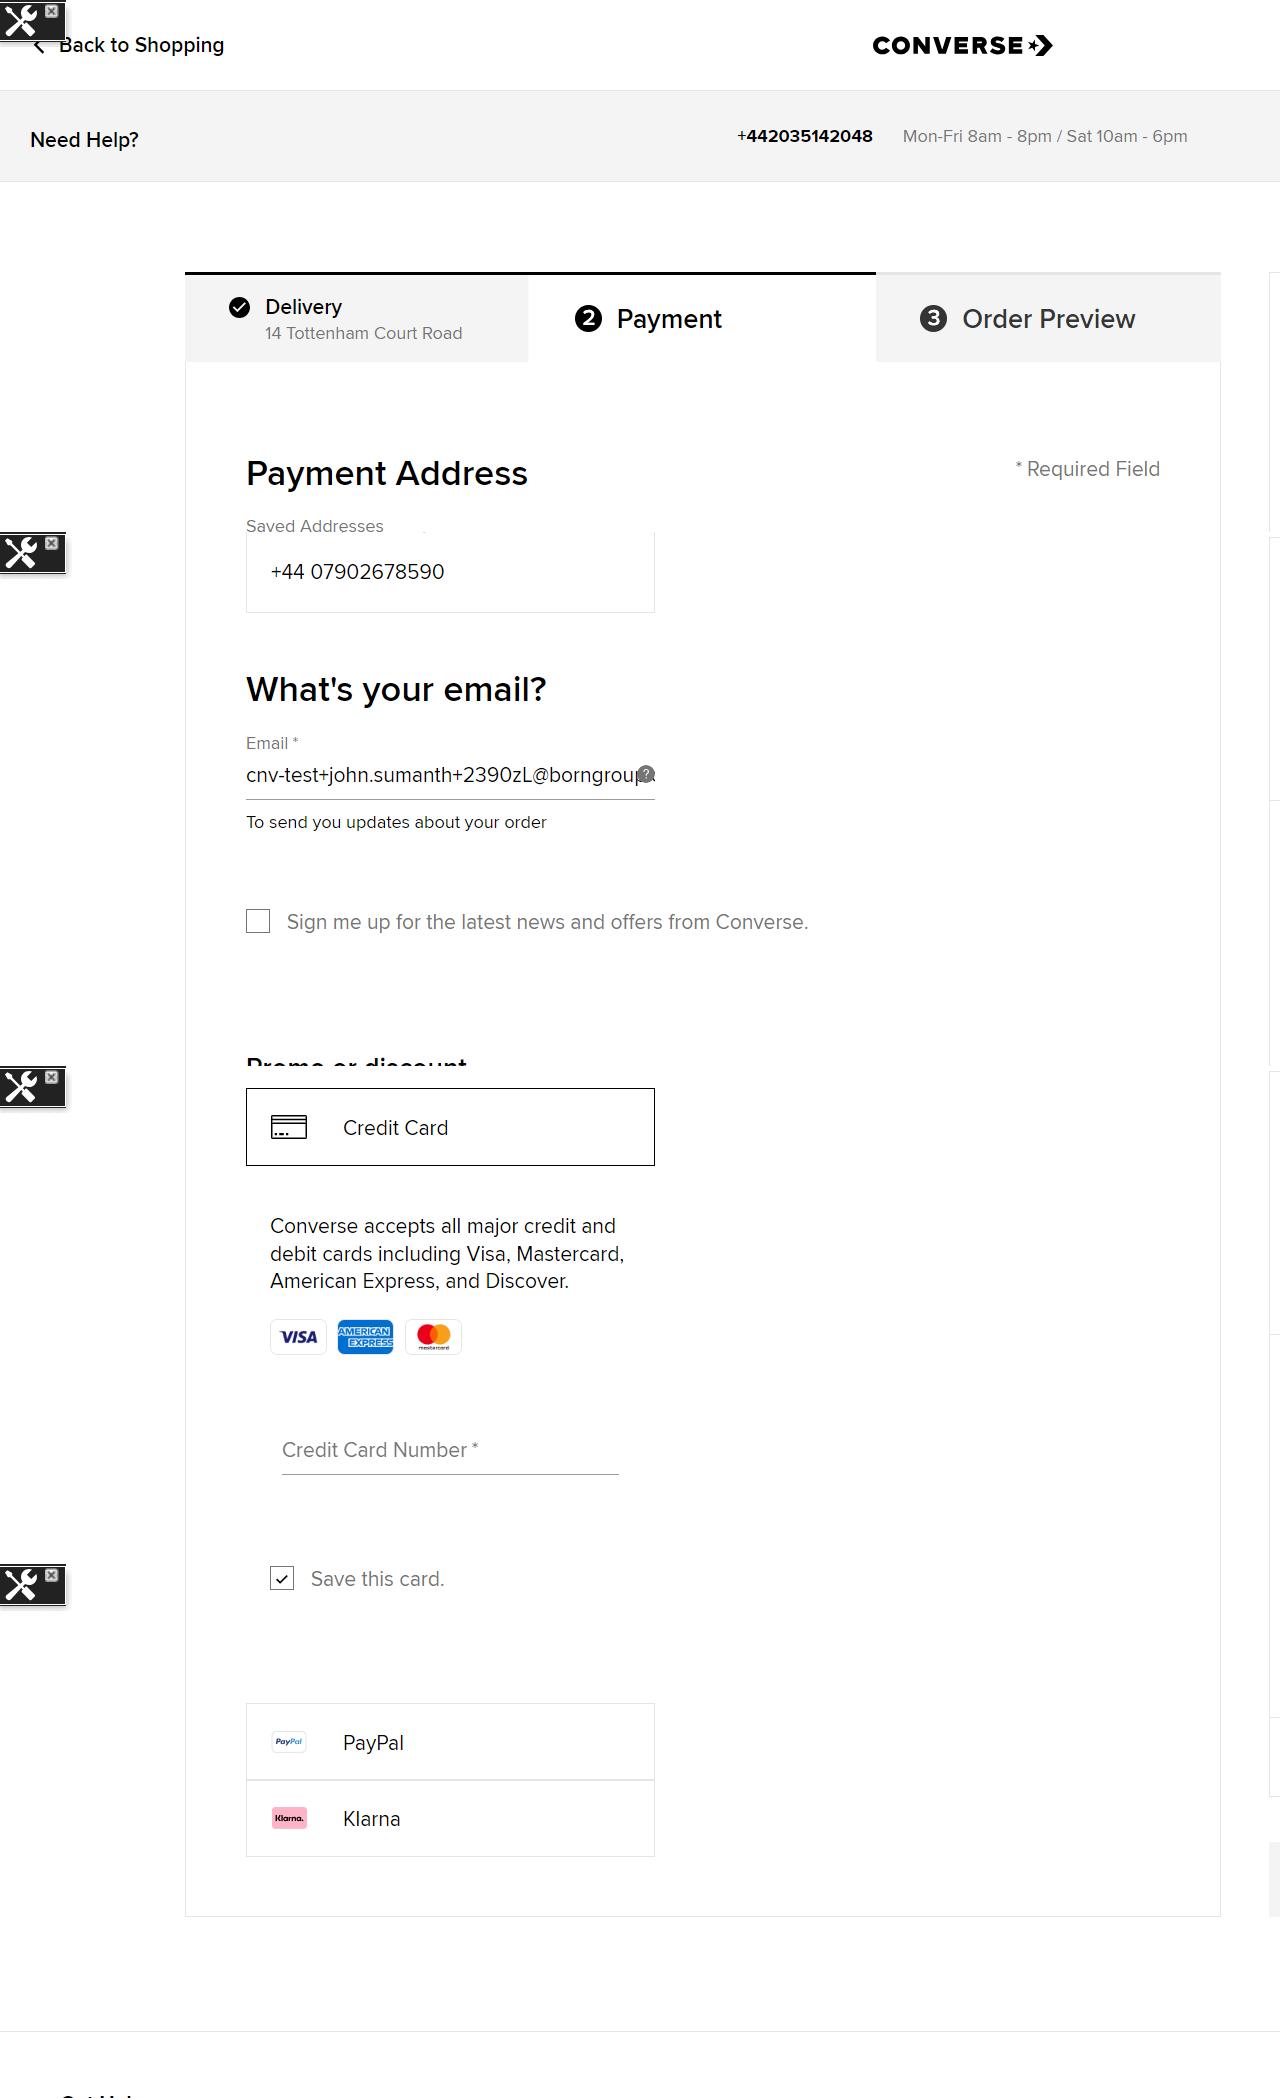 Back to Shopping
CONVERSE
Need Help?
+442035142048 Mon-Fri 8am - 8pm / Sat 10am - 6pm
Delivery
14 Tottenham Court Road
2 Payment
3 Order Preview
Payment Address
* Required Field
Saved Addresses
+44 07902678590
What's your email?
Email *
cnv-test+john.sumanth+2390zL@borngroup
?
To send you updates about your order
Sign me up for the latest news and offers from Converse.
Promo or discount
Credit Card
Converse accepts all major credit and
debit cards including Visa, Mastercard,
American Express, and Discover.
VISA AMERICAN EXPRESS mastercard
Credit Card Number *
Save this card.
PayPal PayPal
Klarna. Klarna